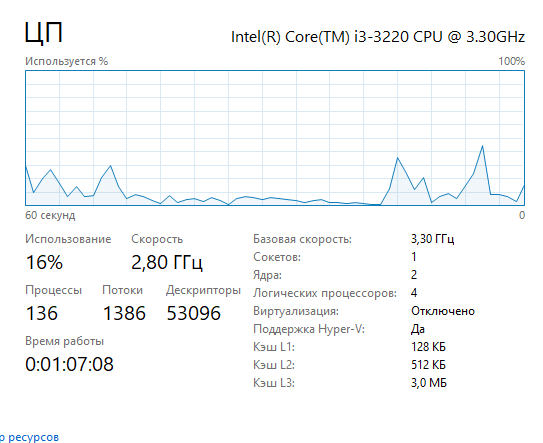 ЦП Intel(R) Core(TM) i3-3220 CPU @ 3.30GHz
Используется % 100%
60 секунд 0
Использование Скорость
16% 2,80 ГГц
Процессы Потоки Дескрипторы
136 1386 53096
Время работы
0:01:07:08
Базовая скорость: 3,30 ГГц
Сокетов: 1
Ядра: 2
Логических процессоров: 4
Виртуализация: Отключено
Поддержка Hyper-V: Да
Кэш L1: 128 КБ
Кэш L2: 512 КБ
Кэш L3: 3,0 МБ
р ресурсов